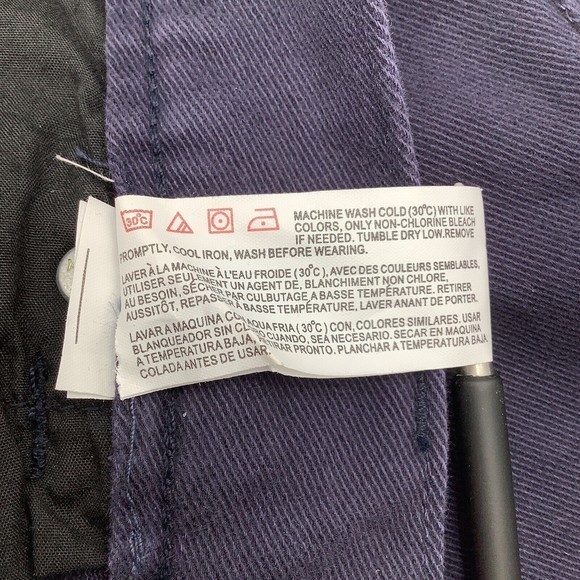 30°C
MACHINE WASH COLD (30℃) WITH LIKE
COLORS, ONLY NON-CHLORINE BLEACH
IF NEEDED. TUMBLE DRY LOW.REMOVE
PROMPTLY, COOL IRON, WASH BEFORE WEARING.
LAVER À LA MACHINE À L'EAU FROIDE (30℃), AVEC DES COULEURS SEMBLABLES,
UTILISER SEULEMENT UN AGENT DE, BLANCHIMENT NON CHLORE,
AU BESOIN, SÉCHER PAR CULBUTAGE A BASSE TEMPÉRATURE. RETIRER
AUSSITÔT, REPASSER À BASSE TEMPÉRATURE, LAVER ANANT DE PORTER.
LAVAR A MAQUINA CON AQUA FRIA (30℃) CON, COLORES SIMILARES. USAR
BLANQUEADOR SIN CLORO CUANDO, SEA NECESARIO. SECAR EN MAQUINA
A TEMPERATURA BAJA, RETIRAR PRONTO. PLANCHAR A TEMPERATURA BAJA,
COLADA ANTES DE USAR.